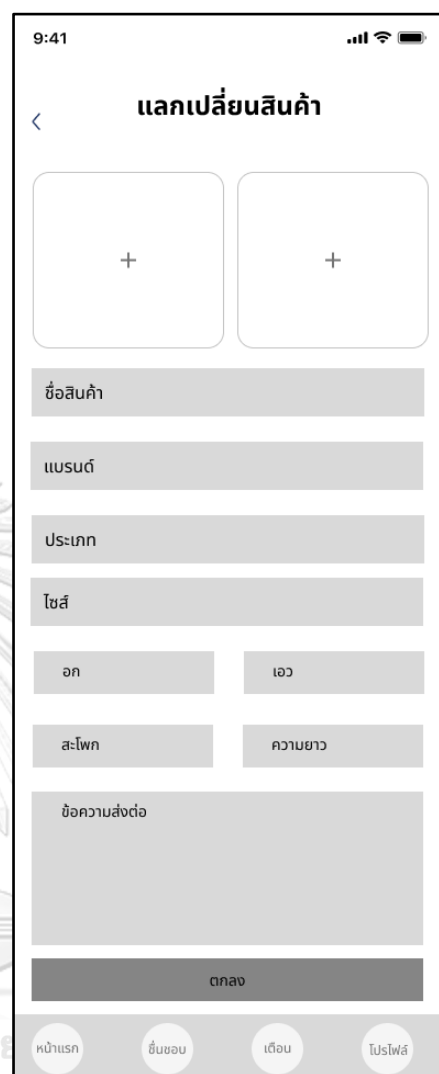 9:41
แลกเปลี่ยนสินค้า
+ +
ชื่อสินค้า
แบรนด์
ประเภท
ไซส์
อก เอว
สะโพก ความยาว
ข้อความส่งต่อ
ตกลง
หน้าแรก ชื่นชอบ เตือน โปรไฟล์